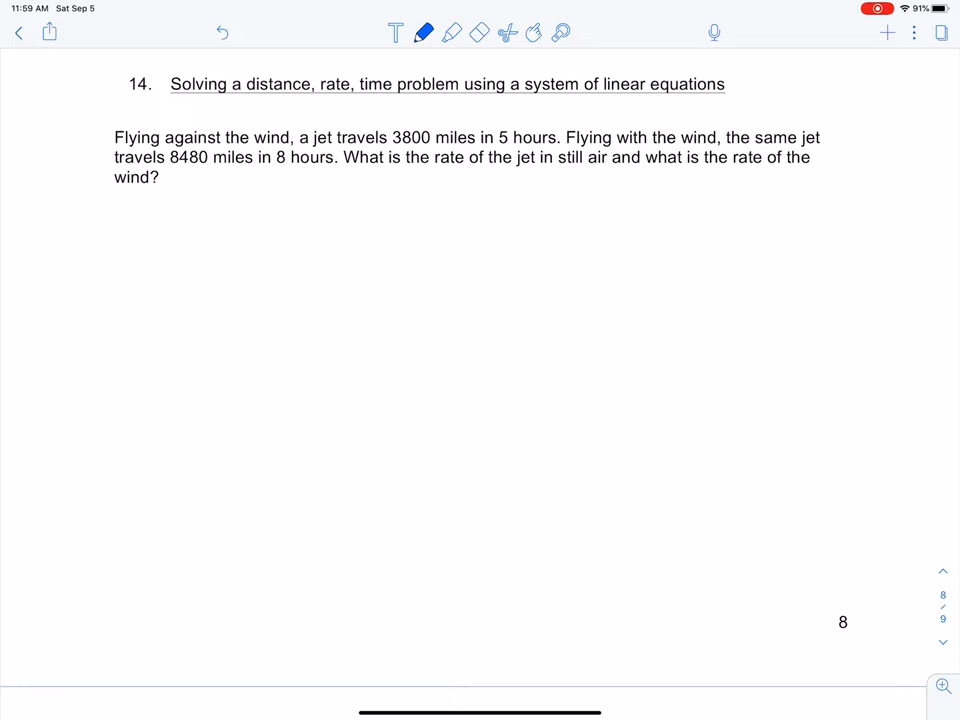 11:59 AM Sat Sep 5
91%
T
14. Solving a distance, rate, time problem using a system of linear equations
Flying against the wind, a jet travels 3800 miles in 5 hours. Flying with the wind, the same jet
travels 8480 miles in 8 hours. What is the rate of the jet in still air and what is the rate of the
wind?
8
/
9
8